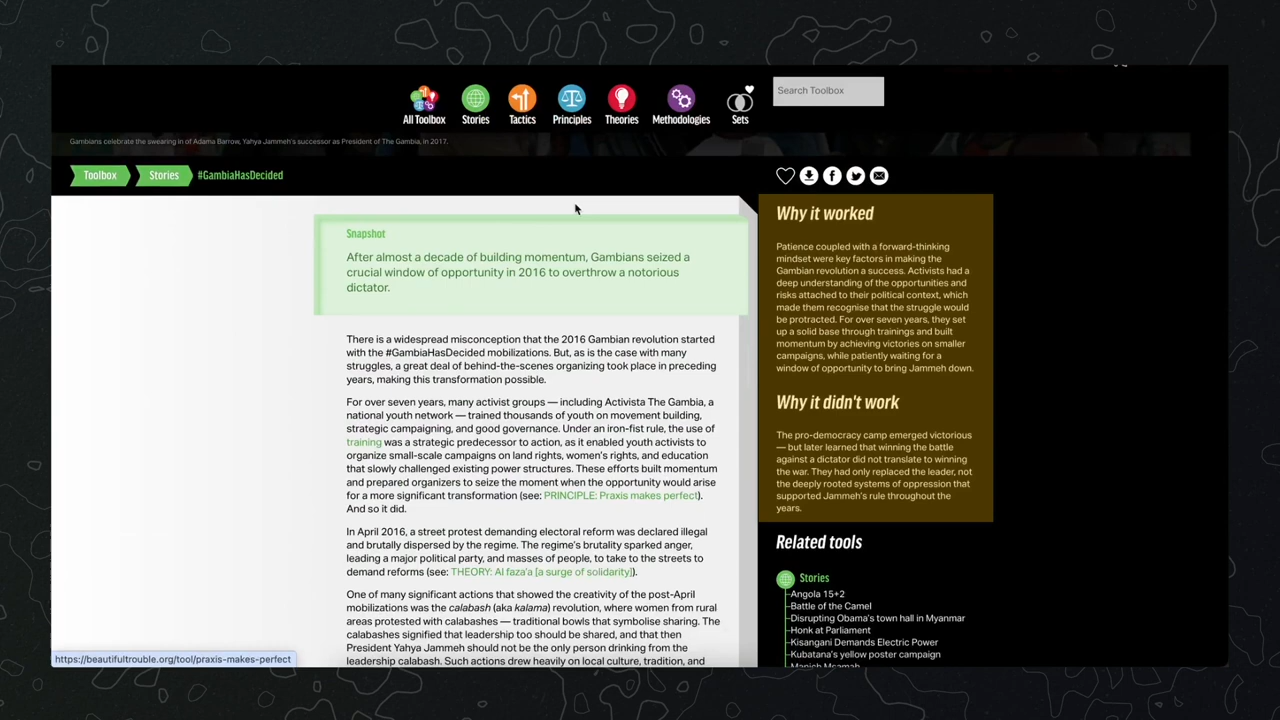 All Toolbox
Stories
Tactics
Principles
Theories
Methodologies
Sets
Search Toolbox
Gambians celebrate the swearing in of Adama Barrow, Yahya Jammeh's successor as President of The Gambia, in 2017.
Toolbox
Stories
#GambiaHasDecided
Snapshot
After almost a decade of building momentum, Gambians seized a
crucial window of opportunity in 2016 to overthrow a notorious
dictator.
There is a widespread misconception that the 2016 Gambian revolution started
with the #GambiaHasDecided mobilizations. But, as is the case with many
struggles, a great deal of behind-the-scenes organizing took place in preceding
years, making this transformation possible.
For over seven years, many activist groups — including Activista The Gambia, a
national youth network — trained thousands of youth on movement building,
strategic campaigning, and good governance. Under an iron-fist rule, the use of
training was a strategic predecessor to action, as it enabled youth activists to
organize small-scale campaigns on land rights, women's rights, and education
that slowly challenged existing power structures. These efforts built momentum
and prepared organizers to seize the moment when the opportunity would arise
for a more significant transformation (see: PRINCIPLE: Praxis makes perfect).
And so it did.
In April 2016, a street protest demanding electoral reform was declared illegal
and brutally dispersed by the regime. The regime's brutality sparked anger,
leading a major political party, and masses of people, to take to the streets to
demand reforms (see: THEORY: Al faza'a [a surge of solidarity]).
One of many significant actions that showed the creativity of the post-April
mobilizations was the calabash (aka kalama) revolution, where women from rural
areas protested with calabashes — traditional bowls that symbolise sharing. The
calabashes signified that leadership too should be shared, and that then
President Yahya Jammeh should not be the only person drinking from the
leadership calabash. Such actions drew heavily on local culture, tradition, and
Why it worked
Patience coupled with a forward-thinking
mindset were key factors in making the
Gambian revolution a success. Activists had a
deep understanding of the opportunities and
risks attached to their political context, which
made them recognise that the struggle would
be protracted. For over seven years, they set
up a solid base through trainings and built
momentum by achieving victories on smaller
campaigns, while patiently waiting for a
window of opportunity to bring Jammeh down.
Why it didn't work
The pro-democracy camp emerged victorious
— but later learned that winning the battle
against a dictator did not translate to winning
the war. They had only replaced the leader, not
the deeply rooted systems of oppression that
supported Jammeh's rule throughout the
years.
Related tools
Stories
Angola 15+2
Battle of the Camel
Disrupting Obama's town hall in Myanmar
Honk at Parliament
Kisangani Demands Electric Power
Kubatana's yellow poster campaign
https://beautifultrouble.org/tool/praxis-makes-perfect